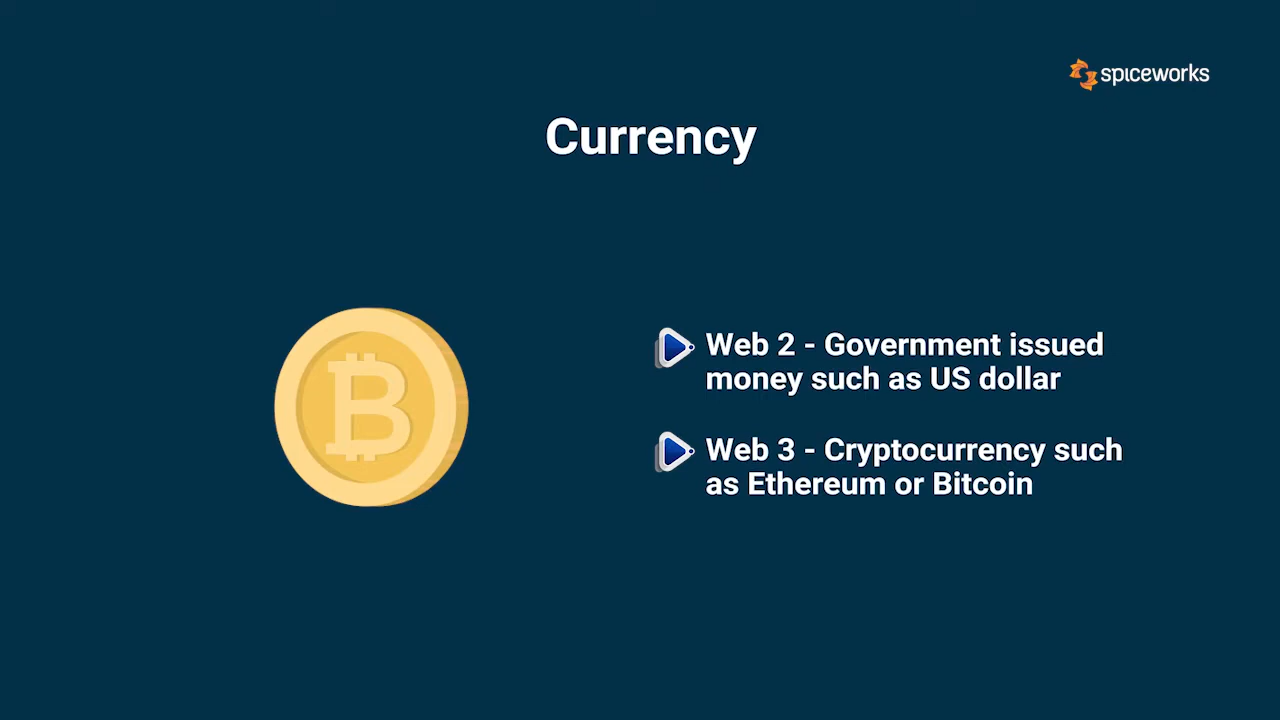 spiceworks
Currency
Web 2 - Government issued
money such as US dollar
Web 3 - Cryptocurrency such
as Ethereum or Bitcoin